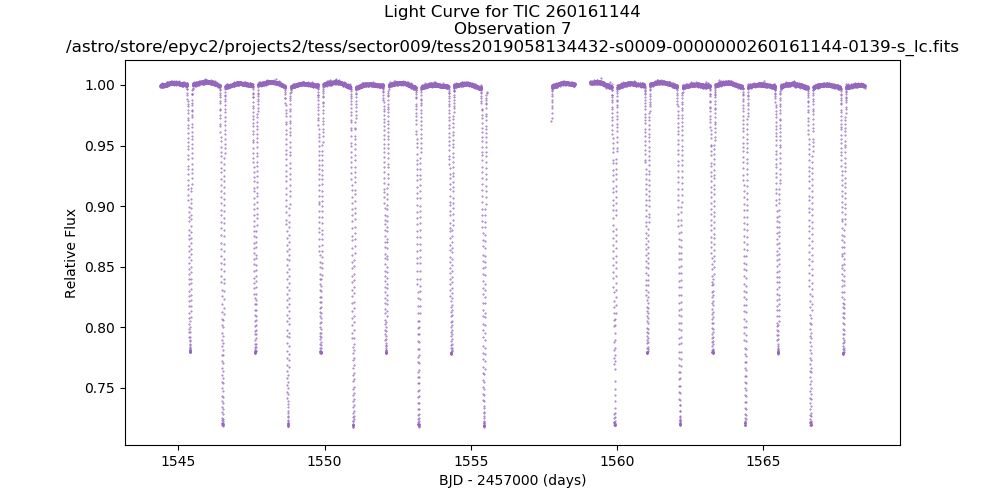 Light Curve for TIC 260161144
Observation 7
/astro/store/epyc2/projects2/tess/sector009/tess2019058134432-s0009-0000000260161144-0139-s_lc.fits
1.00
0.95
0.90
0.85
0.80
0.75
Relative Flux
1545
1550
1555
1560
1565
BJD - 2457000 (days)